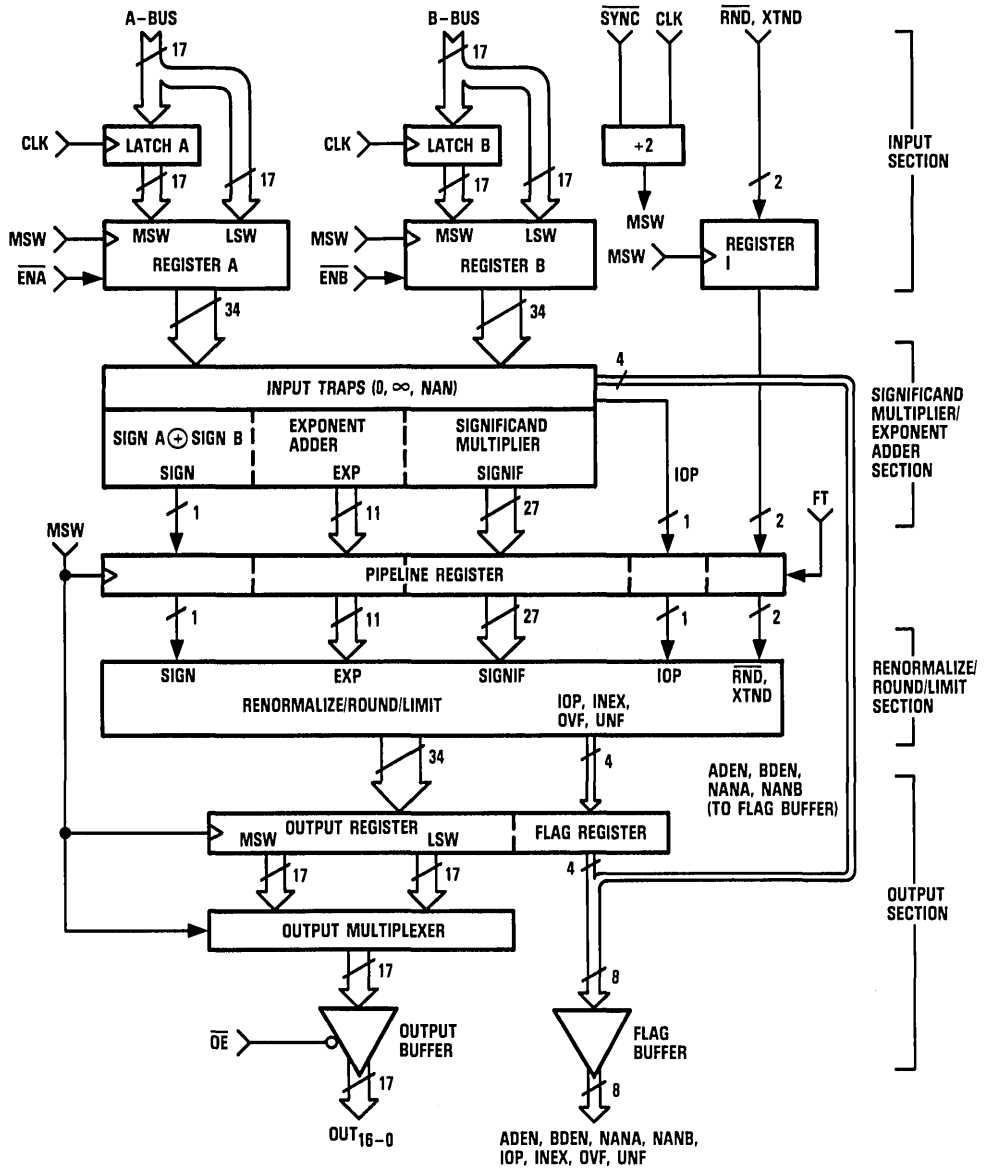 A-BUS
B-BUS
SYNC CLK
RND, XTND
17
17
CLK
LATCH A
CLK
LATCH B
÷2
INPUT
SECTION
17
17
17
17
2
MSW
MSW
MSW LSW
REGISTER A
ENA
MSW
MSW LSW
REGISTER B
ENB
MSW
REGISTER
I
34
34
4
INPUT TRAPS (0, ∞, NAN)
SIGN A ⊕ SIGN B
EXPONENT
ADDER
SIGNIFICAND
MULTIPLIER
SIGN
EXP
SIGNIF
IOP
SIGNIFICAND
MULTIPLIER/
EXPONENT
ADDER
SECTION
1
11
27
1
2
FT
MSW
PIPELINE REGISTER
1
11
27
1
2
SIGN
EXP
SIGNIF
IOP
RND,
XTND
RENORMALIZE/ROUND/LIMIT
IOP, INEX,
OVF, UNF
RENORMALIZE/
ROUND/LIMIT
SECTION
34
4
ADEN, BDEN,
NANA, NANB
(TO FLAG BUFFER)
OUTPUT REGISTER
MSW
LSW
FLAG REGISTER
17
17
4
OUTPUT
SECTION
OUTPUT MULTIPLEXER
17
8
OE
OUTPUT
BUFFER
FLAG
BUFFER
17
8
OUT16-0
ADEN, BDEN, NANA, NANB,
IOP, INEX, OVF, UNF